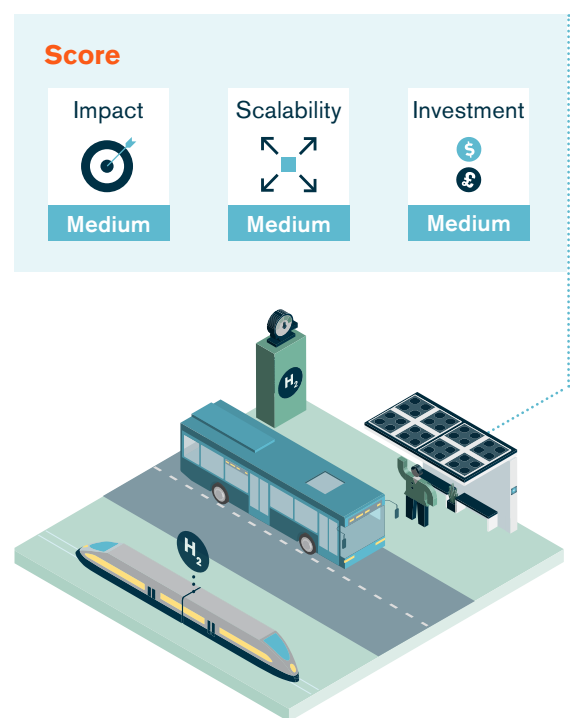 Score
Impact
Scalability
Investment
$
£
Medium
Medium
Medium
H2
H2